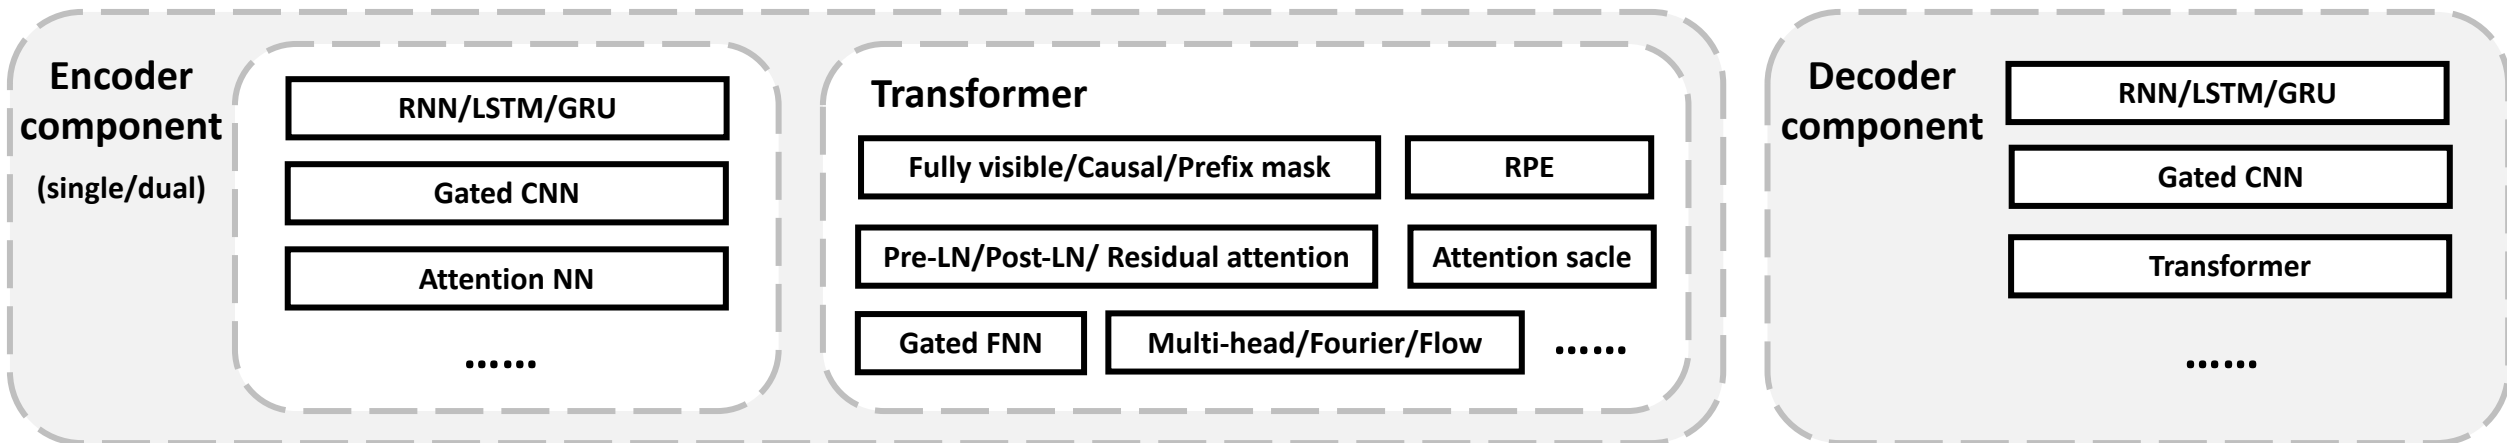 Encoder
component
(single/dual)
RNN/LSTM/GRU
Gated CNN
Attention NN
......
Transformer
Fully visible/Causal/Prefix mask
RPE
Pre-LN/Post-LN/ Residual attention
Attention sacle
Gated FNN
Multi-head/Fourier/Flow
......
Decoder
component
RNN/LSTM/GRU
Gated CNN
Transformer
......